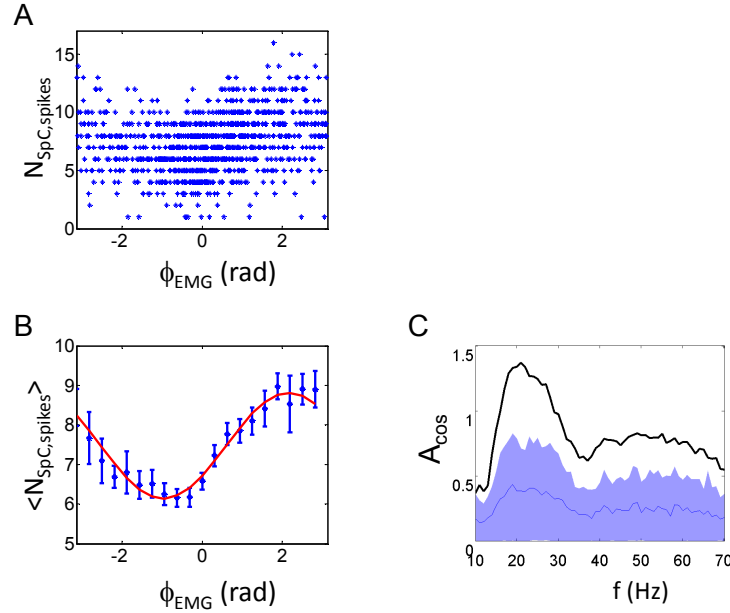 A
N_SpC,spikes
15
10
5
0
-2 0 2
ϕ_EMG (rad)
B
<N_SpC,spikes>
10
9
8
7
6
5
-2 0 2
ϕ_EMG (rad)
C
A_cos
1.5
1
0.5
0
10 20 30 40 50 60 70
f (Hz)